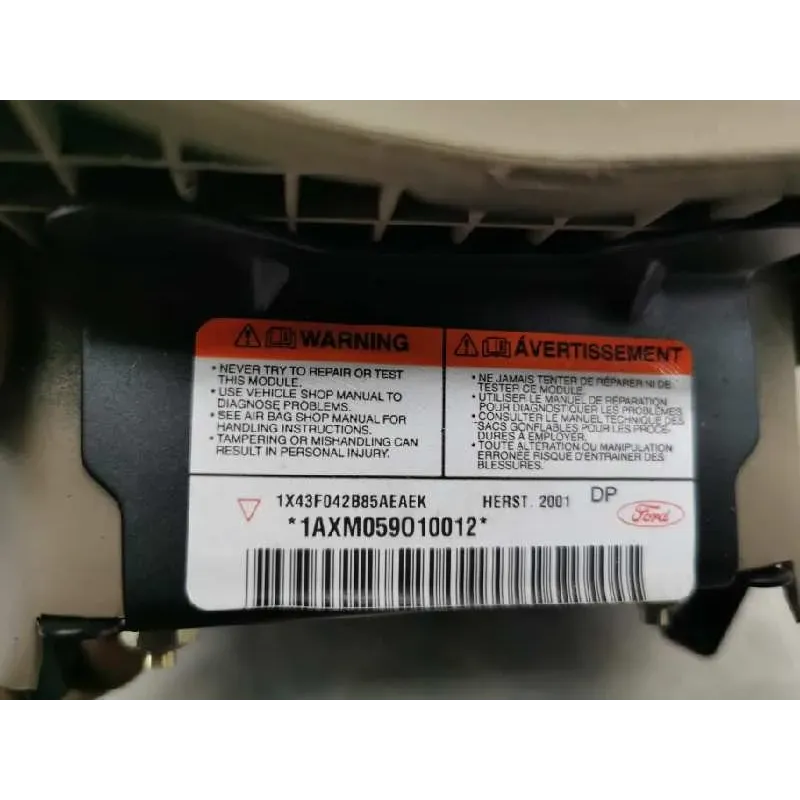 WARNING
• NEVER TRY TO REPAIR OR TEST
THIS MODULE.
• USE VEHICLE SHOP MANUAL TO
DIAGNOSE PROBLEMS.
• SEE AIR BAG SHOP MANUAL FOR
HANDLING INSTRUCTIONS.
• TAMPERING OR MISHANDLING CAN
RESULT IN PERSONAL INJURY.
ÁVERTISSEMENT
• NE JAMAIS TENTER DE RÉPARER NI DE
TESTER CE MODULE.
• UTILISER LE MANUEL DE RÉPARATION
POUR DIAGNOSTIQUER LES PROBLÈMES.
• CONSULTER LE MANUEL TECHNIQUE DES
SACS GONFLABLES POUR LES PROCÉ-
DURES À EMPLOYER.
• TOUTE ALTÉRATION OU MANIPULATION
ERRONÉE RISQUE D'ENTRAINER DES
BLESSURES.
1X43F042B85AEAEK HERST. 2001 DP
Ford
*1AXM059010012*